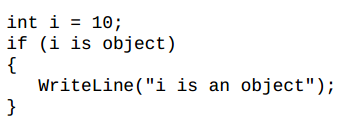 int i = 10;
if (i is object)
{
   WriteLine("i is an object");
}